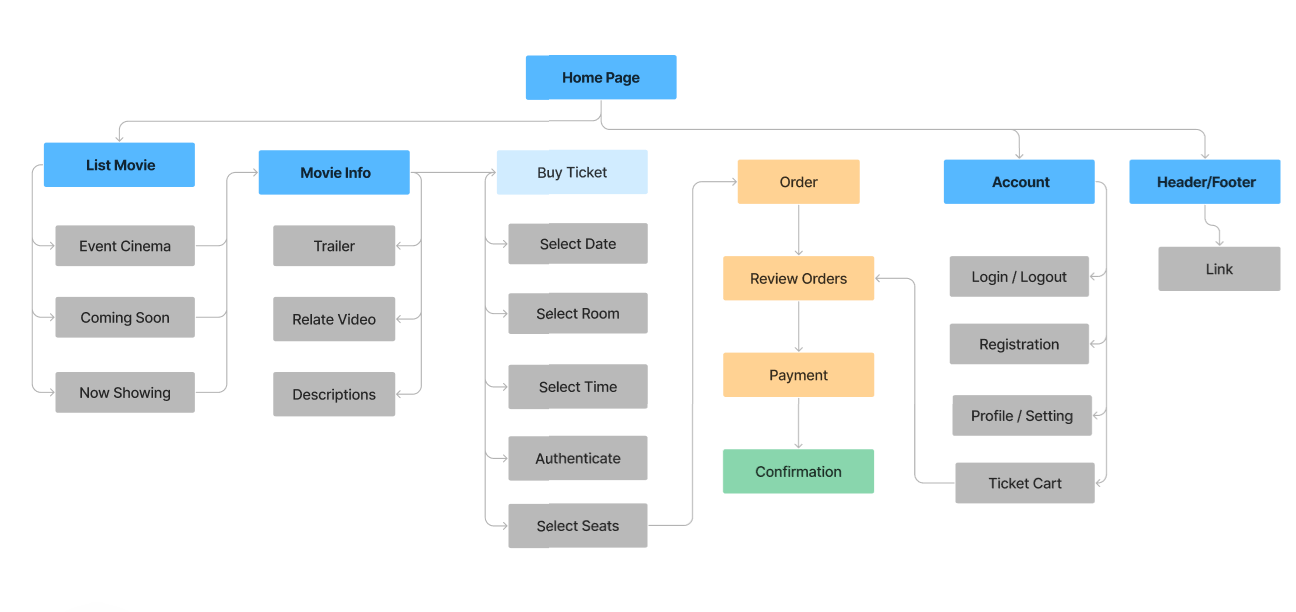 Home Page
List Movie
Event Cinema
Coming Soon
Now Showing
Movie Info
Trailer
Relate Video
Descriptions
Buy Ticket
Select Date
Select Room
Select Time
Authenticate
Select Seats
Order
Review Orders
Payment
Confirmation
Account
Login / Logout
Registration
Profile / Setting
Ticket Cart
Header/Footer
Link